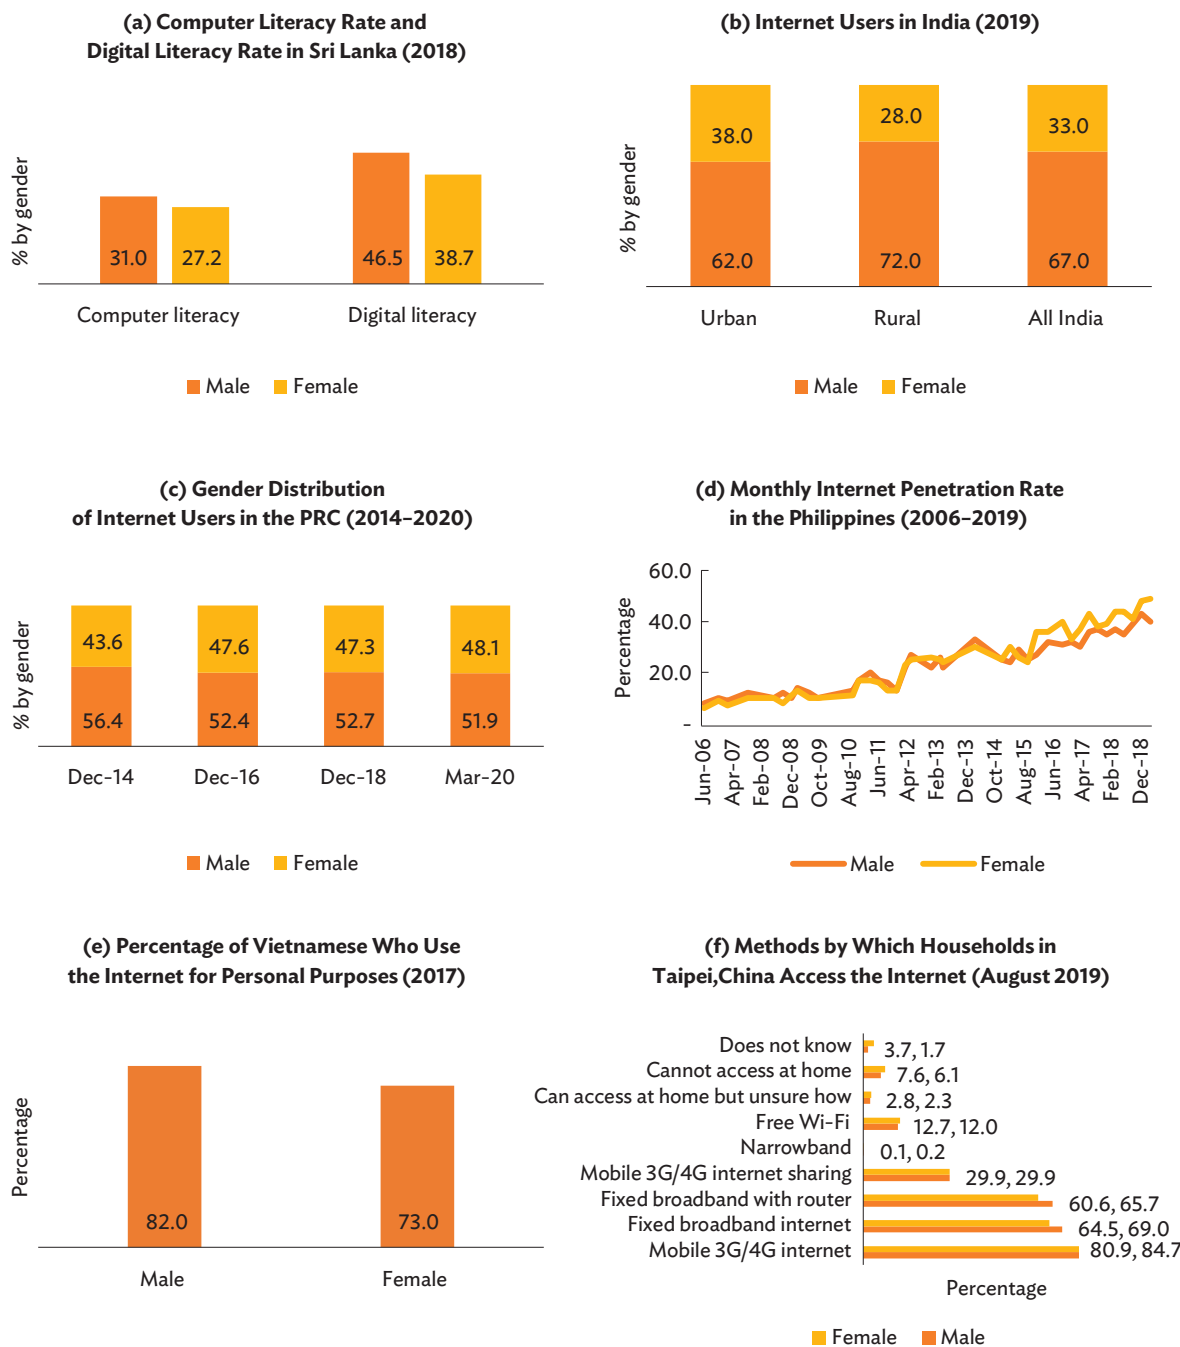 (a) Computer Literacy Rate and
Digital Literacy Rate in Sri Lanka (2018)
% by gender
31.0
27.2
46.5
38.7
Computer literacy
Digital literacy
Male
Female
(b) Internet Users in India (2019)
% by gender
38.0
28.0
33.0
62.0
72.0
67.0
Urban
Rural
All India
Male
Female
(c) Gender Distribution
of Internet Users in the PRC (2014–2020)
% by gender
43.6
47.6
47.3
48.1
56.4
52.4
52.7
51.9
Dec-14
Dec-16
Dec-18
Mar-20
Male
Female
(d) Monthly Internet Penetration Rate
in the Philippines (2006–2019)
Percentage
60.0
40.0
20.0
–
Jun-06
Apr-07
Feb-08
Dec-08
Oct-09
Aug-10
Jun-11
Apr-12
Feb-13
Dec-13
Oct-14
Aug-15
Jun-16
Apr-17
Feb-18
Dec-18
Male
Female
(e) Percentage of Vietnamese Who Use
the Internet for Personal Purposes (2017)
Percentage
82.0
73.0
Male
Female
(f) Methods by Which Households in
Taipei,China Access the Internet (August 2019)
Does not know 3.7, 1.7
Cannot access at home 7.6, 6.1
Can access at home but unsure how 2.8, 2.3
Free Wi-Fi 12.7, 12.0
Narrowband 0.1, 0.2
Mobile 3G/4G internet sharing 29.9, 29.9
Fixed broadband with router 60.6, 65.7
Fixed broadband internet 64.5, 69.0
Mobile 3G/4G internet 80.9, 84.7
Percentage
Female
Male